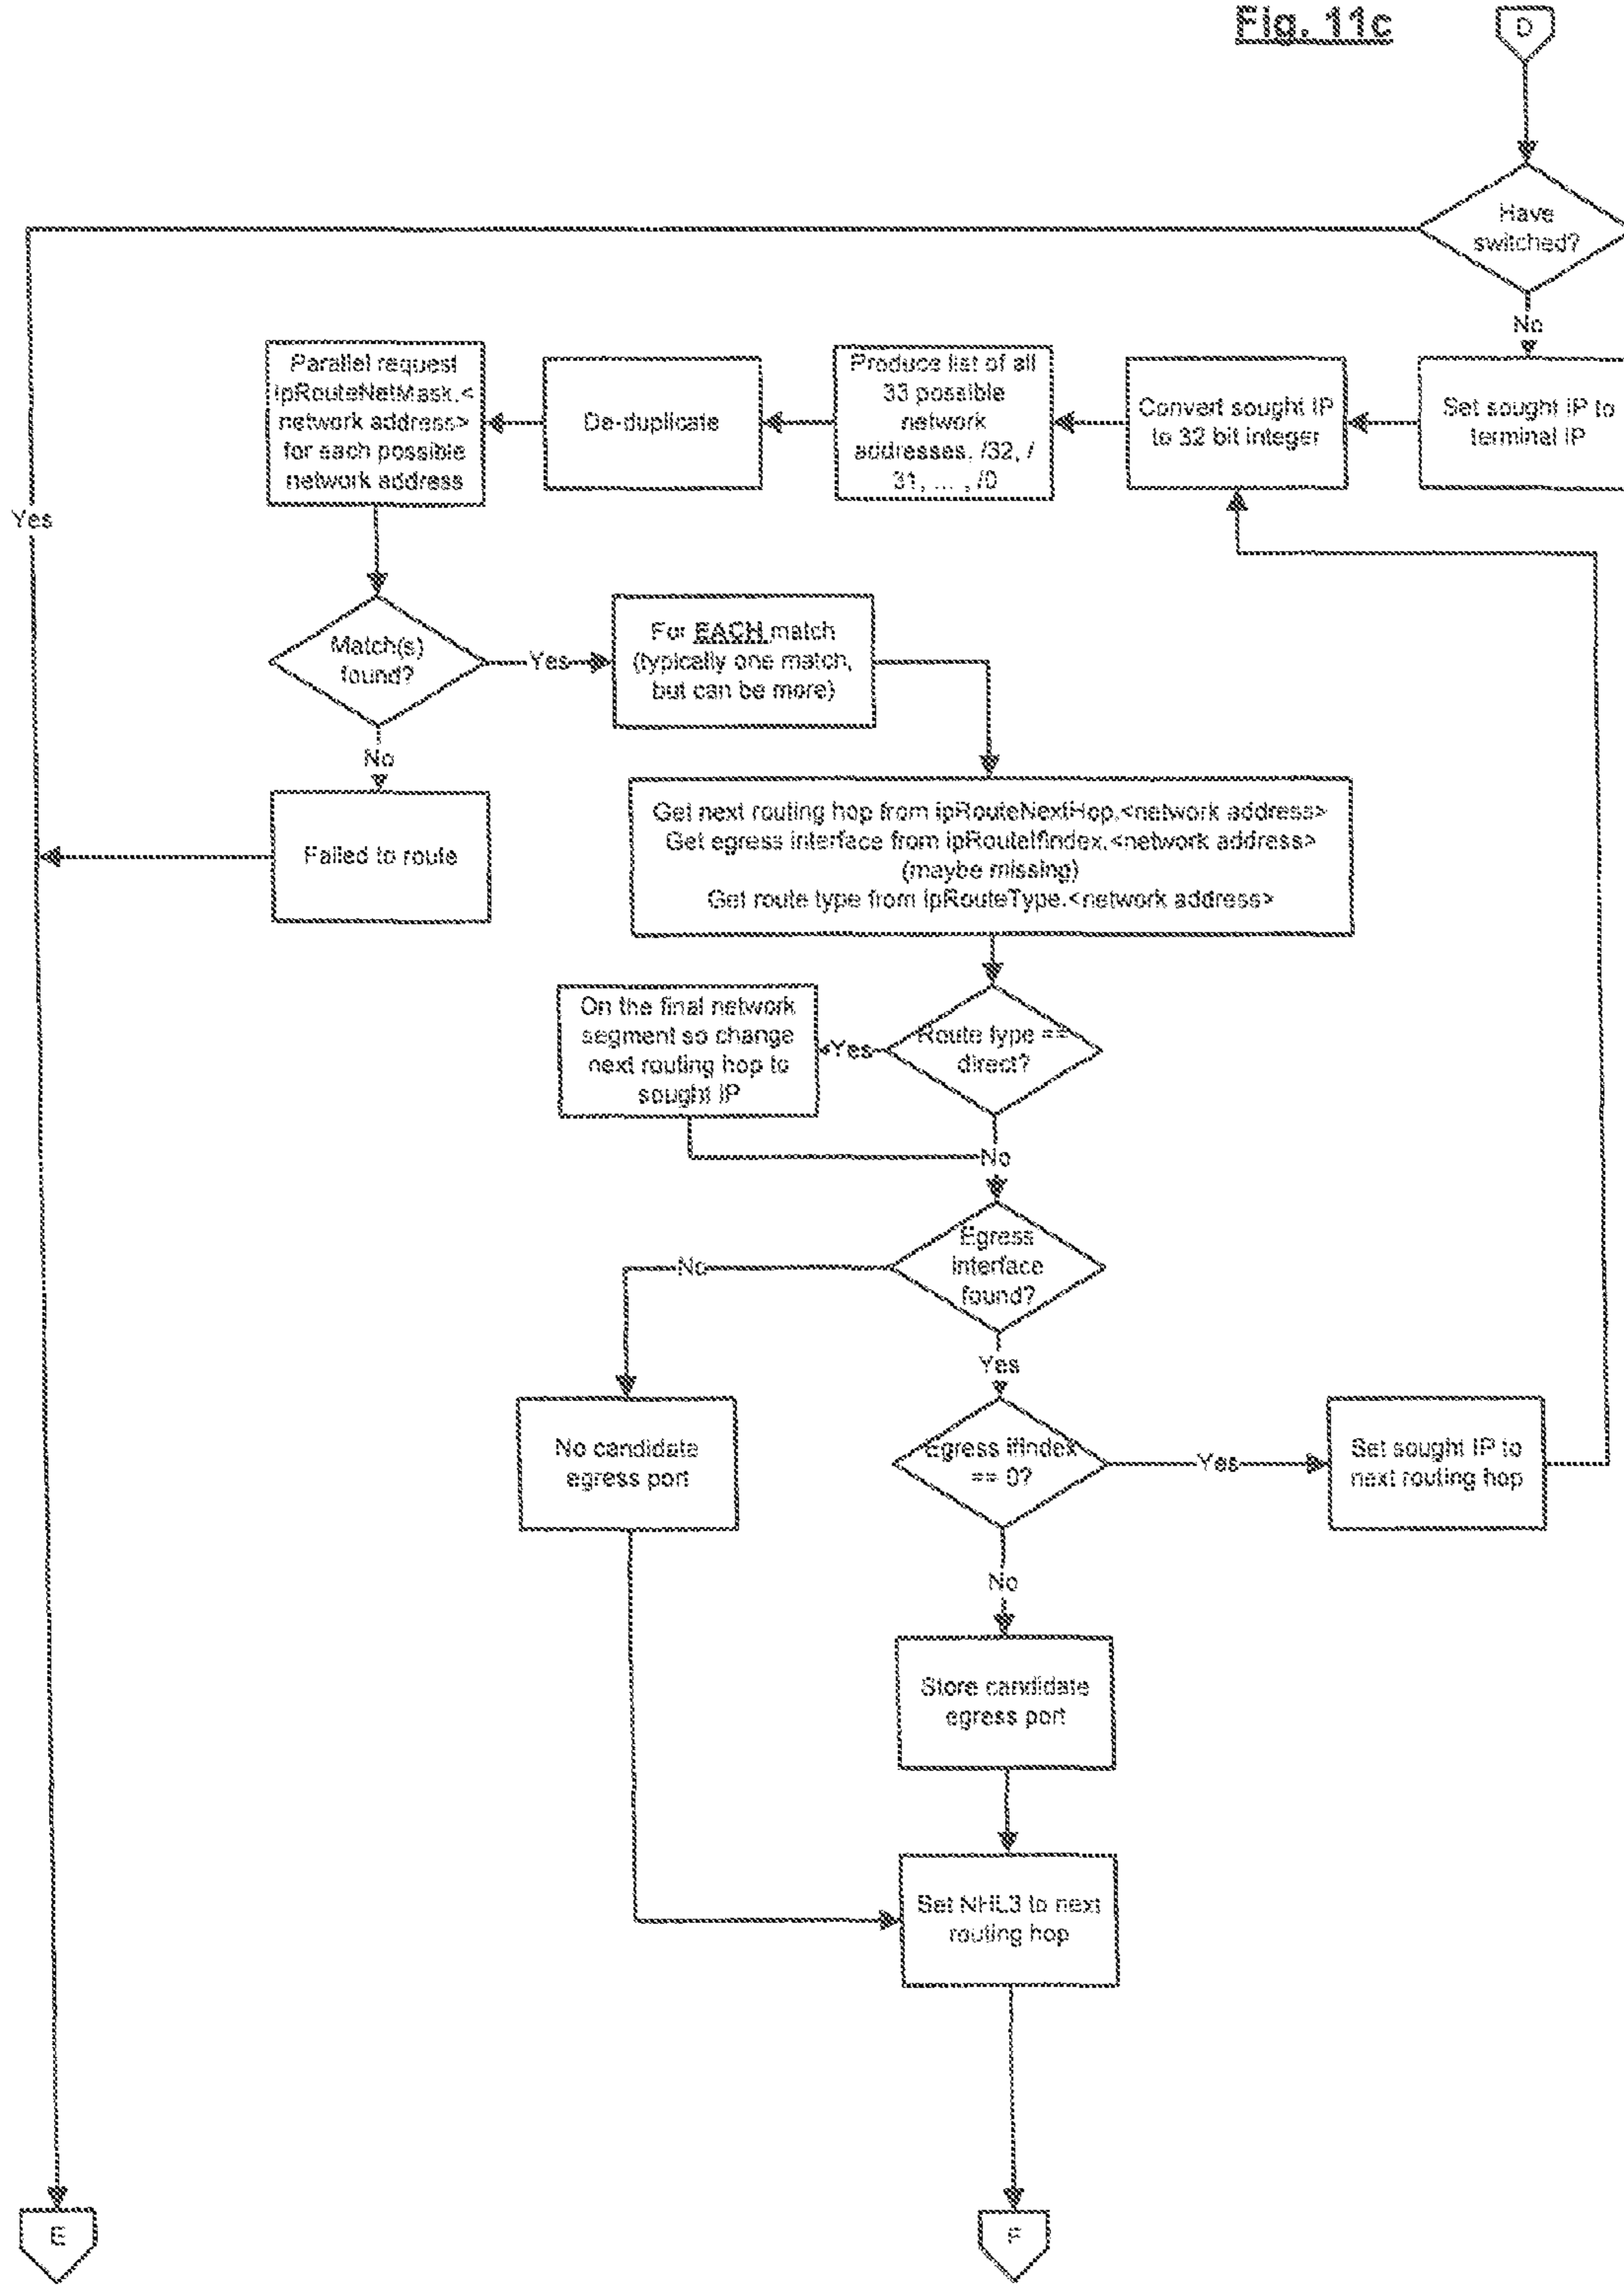 Fig. 11c
D
Have
switched?
No
Yes
Set sought IP to
terminal IP
Convert sought IP
to 32 bit integer
Produce list of all
33 possible
network
addresses, /32, /
31, ... , /0
De-duplicate
Parallel request
ipRouteNetMask.<
network address>
for each possible
network address
Match(s)
found?
Yes
For EACH match
(typically one match,
but can be more)
No
Failed to route
Get next routing hop from ipRouteNextHop.<network address>
Get egress interface from ipRouteIfIndex.<network address>
(maybe missing)
Get route type from ipRouteType.<network address>
Route type ==
direct?
Yes
On the final network
segment so change
next routing hop to
sought IP
No
Egress
interface
found?
No
Yes
No candidate
egress port
Egress ifIndex
== 0?
Yes
Set sought IP to
next routing hop
No
Store candidate
egress port
Set NHL3 to next
routing hop
E
F